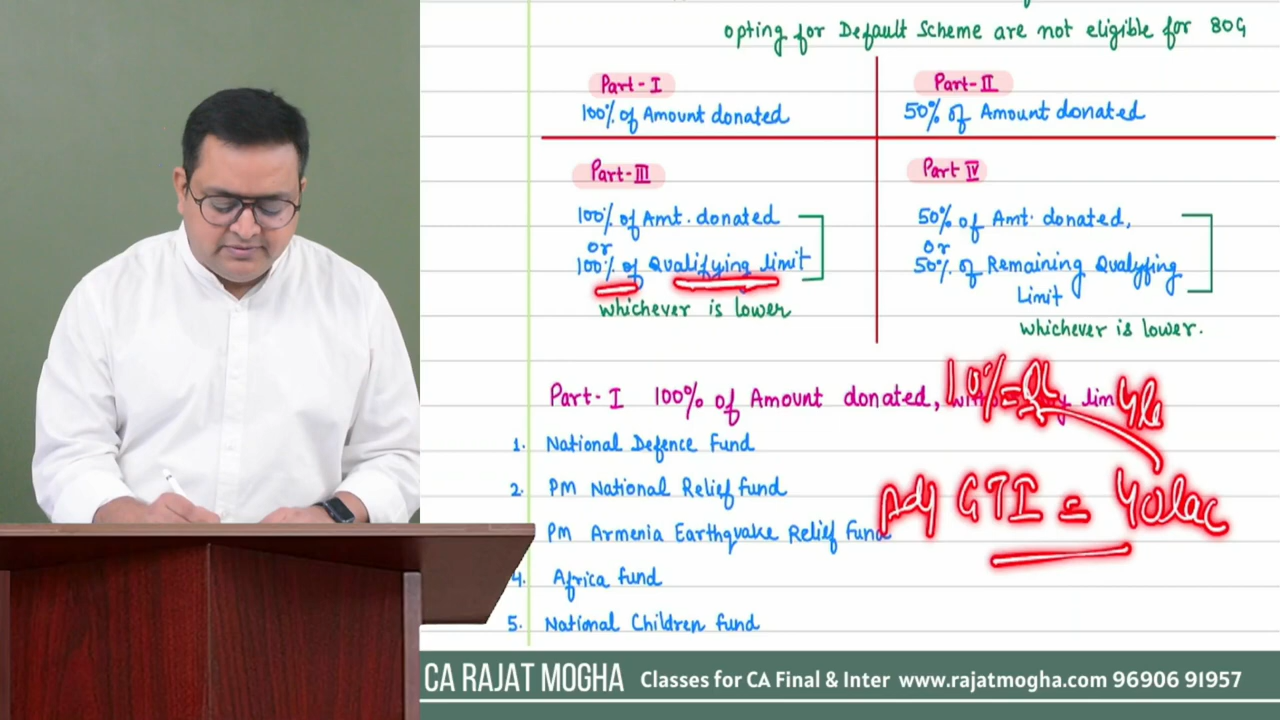 opting for Default Scheme are not eligible for 80G
Part-I
100% of Amount donated
Part-II
50% of Amount donated
Part-III
100% of Amt. donated
or
100% of Qualifying limit
whichever is lower
Part IV
50% of Amt. donated,
Or
50% of Remaining Qualyfing
Limit
whichever is lower.
Part-I 100% of Amount donated,
10% = QL
1. National Defence Fund
2. PM National Relief fund
PM Armenia Earthquake Relief Fund
Adj GTI = 40lac
4. Africa fund
5. National Children fund
CA RAJAT MOGHA Classes for CA Final & Inter www.rajatmogha.com 96906 91957